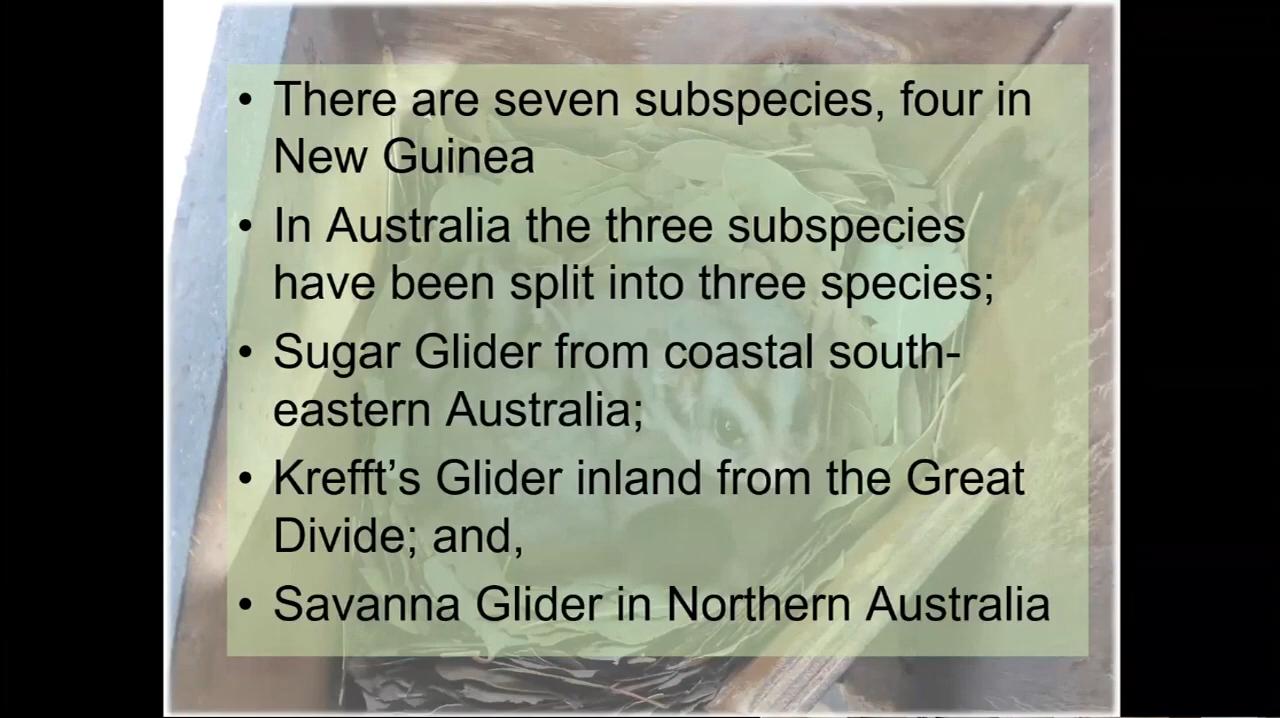 • There are seven subspecies, four in
New Guinea
• In Australia the three subspecies
have been split into three species;
• Sugar Glider from coastal south-
eastern Australia;
• Krefft’s Glider inland from the Great
Divide; and,
• Savanna Glider in Northern Australia